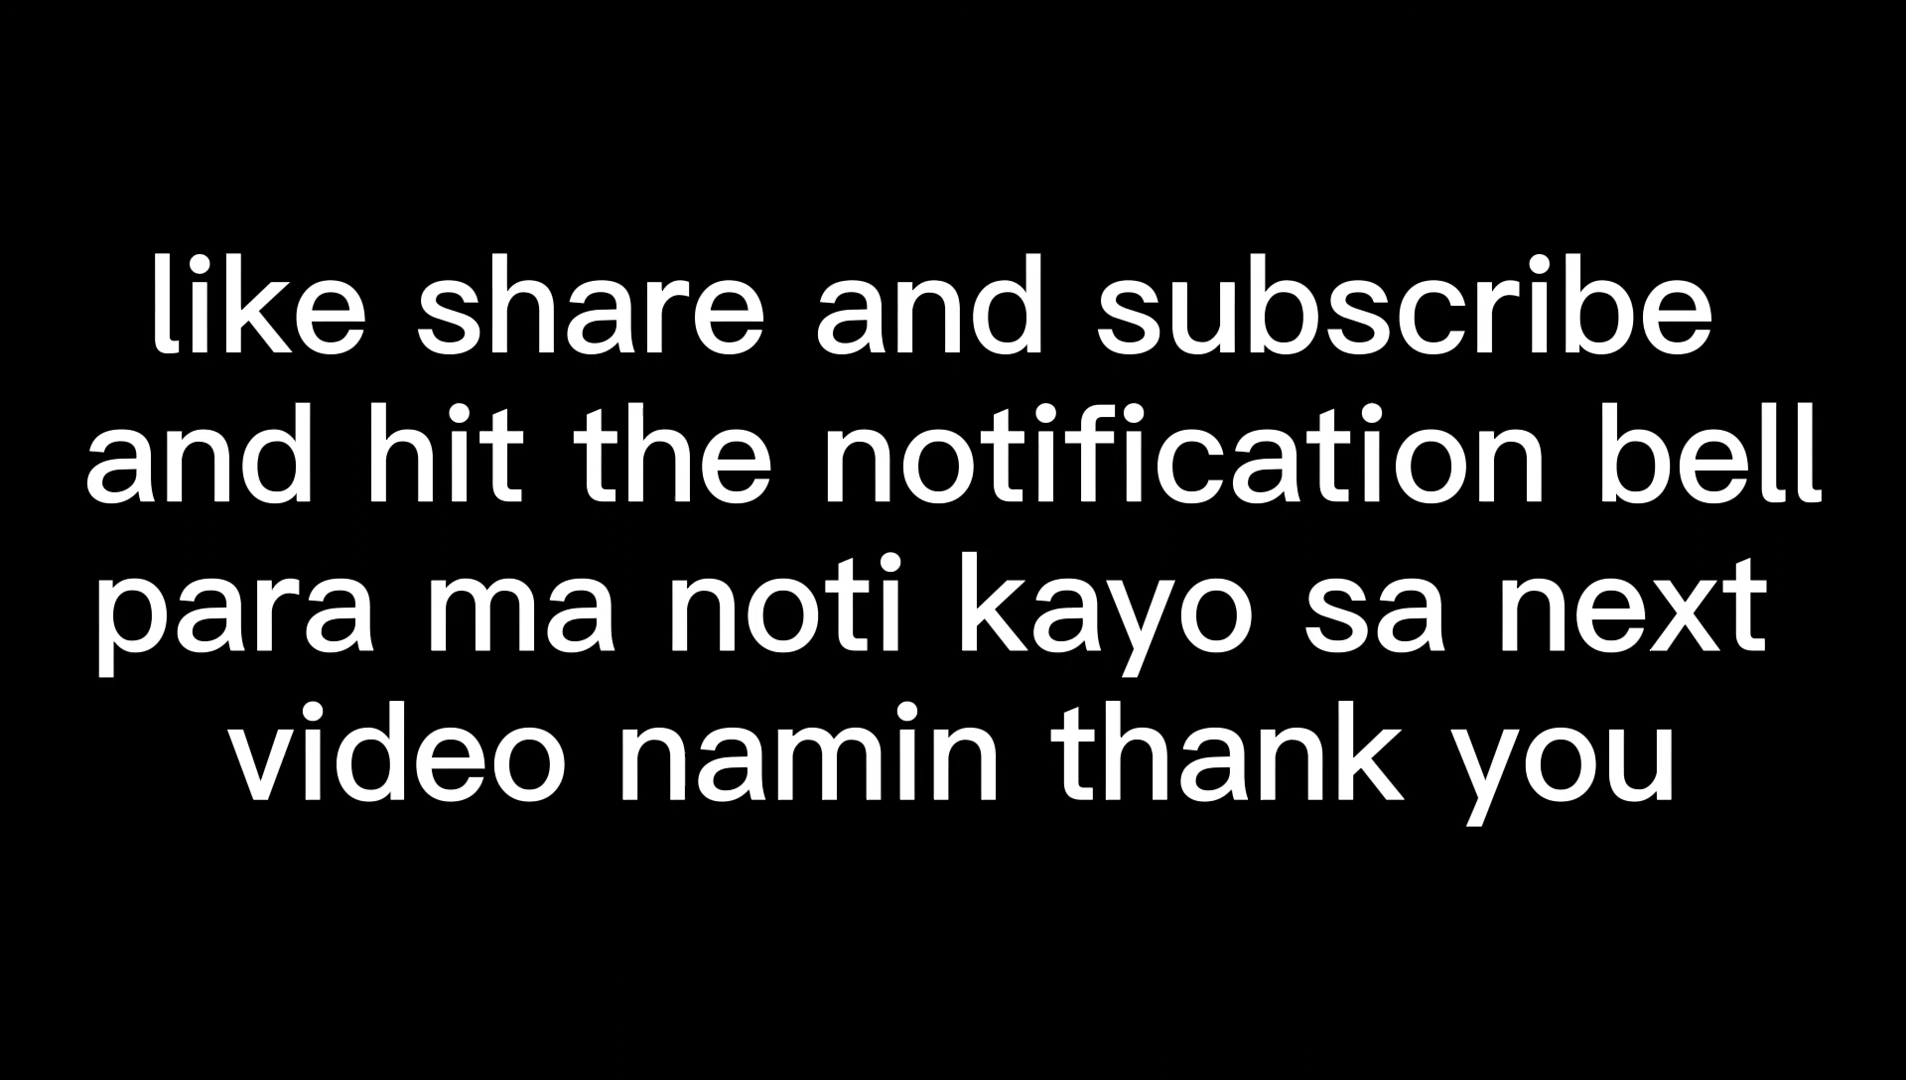 like share and subscribe
and hit the notification bell
para ma noti kayo sa next
video namin thank you